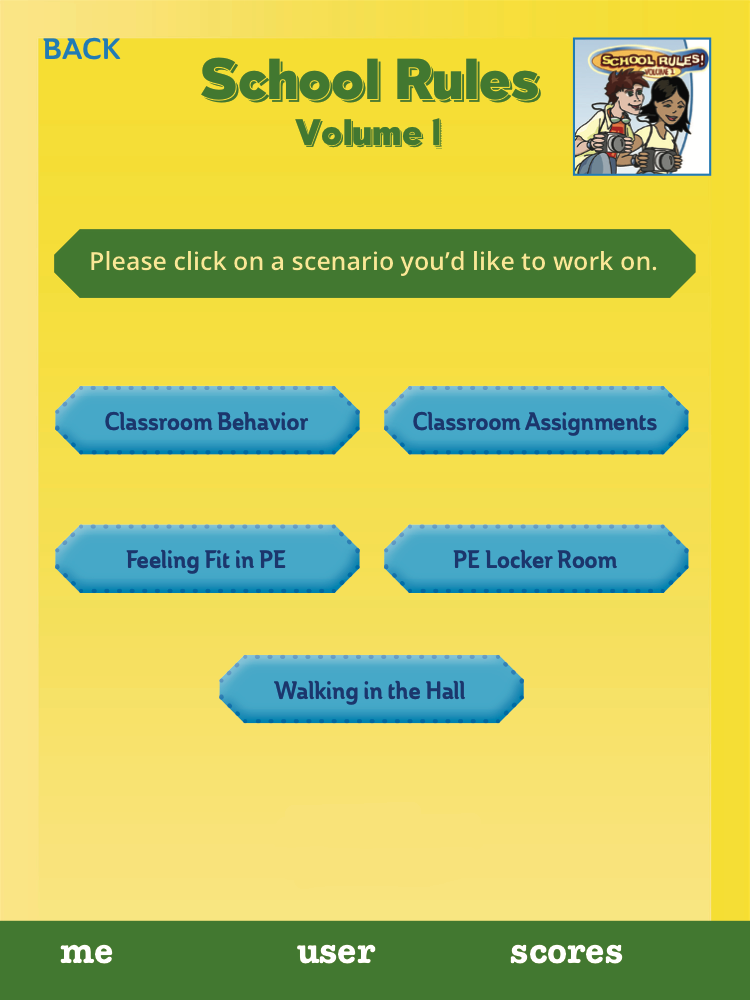 BACK
School Rules
Volume 1
SCHOOL RULES!
VOLUME 1
Please click on a scenario you’d like to work on.
Classroom Behavior
Classroom Assignments
Feeling Fit in PE
PE Locker Room
Walking in the Hall
me
user
scores